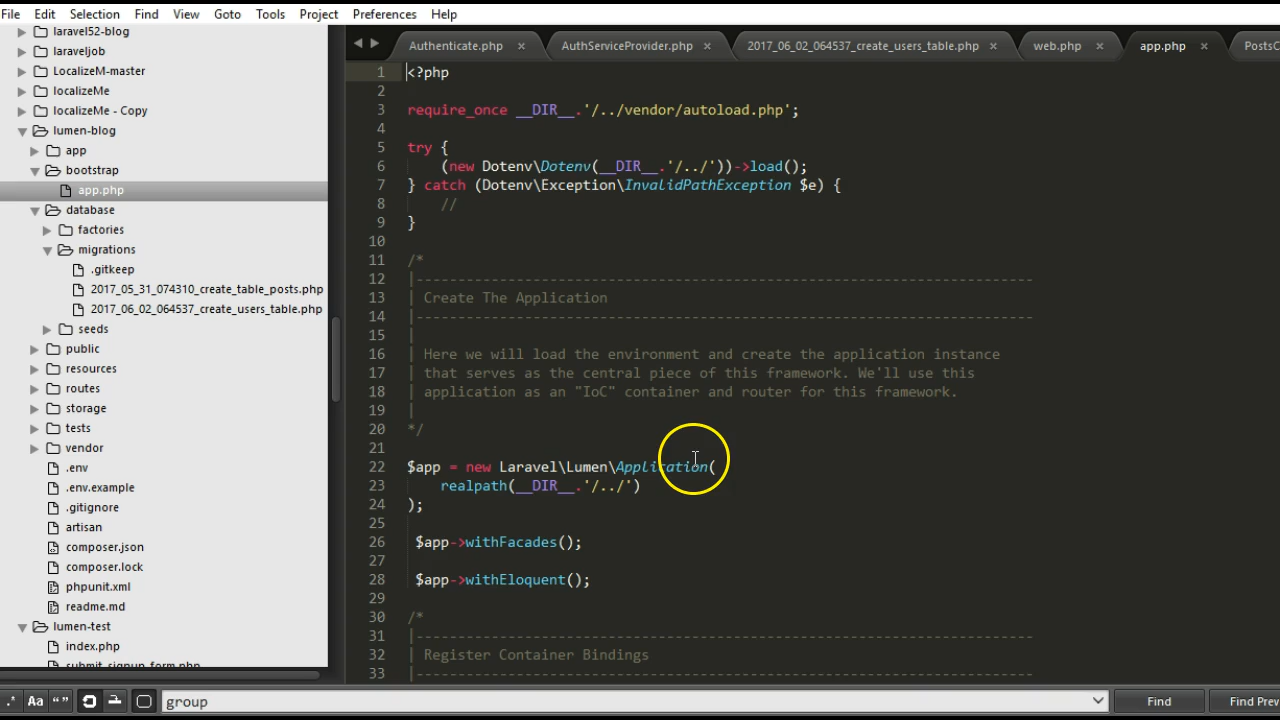 File Edit Selection Find View Goto Tools Project Preferences Help
laravel52-blog
laraveljob
LocalizeM-master
localizeMe
localizeMe - Copy
lumen-blog
app
bootstrap
app.php
database
factories
migrations
.gitkeep
2017_05_31_074310_create_table_posts.php
2017_06_02_064537_create_users_table.php
seeds
public
resources
routes
storage
tests
vendor
.env
.env.example
.gitignore
artisan
composer.json
composer.lock
phpunit.xml
readme.md
lumen-test
index.php
submit_signup_form.php
Authenticate.php × AuthServiceProvider.php × 2017_06_02_064537_create_users_table.php × web.php × app.php × PostsC
1 <?php
2
3 require_once __DIR__.'/../vendor/autoload.php';
4
5 try {
6     (new Dotenv\Dotenv(__DIR__.'/../'))->load();
7 } catch (Dotenv\Exception\InvalidPathException $e) {
8     //
9 }
10
11 /*
12 |--------------------------------------------------------------------------
13 | Create The Application
14 |--------------------------------------------------------------------------
15 |
16 | Here we will load the environment and create the application instance
17 | that serves as the central piece of this framework. We'll use this
18 | application as an "IoC" container and router for this framework.
19 |
20 */
21
22 $app = new Laravel\Lumen\Application(
23     realpath(__DIR__.'/../')
24 );
25
26  $app->withFacades();
27
28  $app->withEloquent();
29
30 /*
31 |--------------------------------------------------------------------------
32 | Register Container Bindings
33 |--------------------------------------------------------------------------
.* Aa “ ” group Find Find Prev